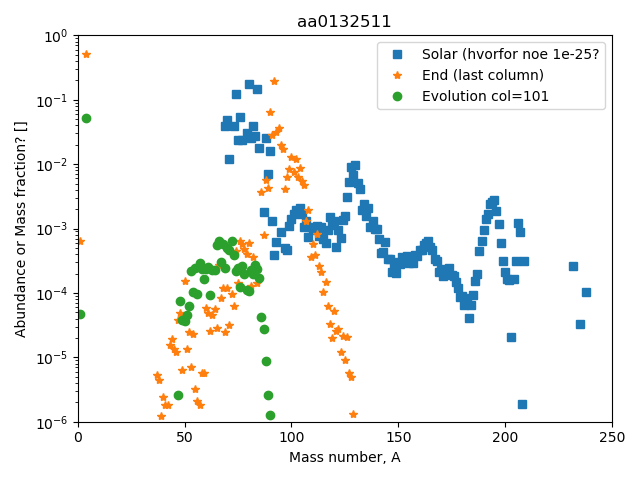 aa0132511
Solar (hvorfor noe 1e-25?
End (last column)
Evolution col=101
Abundance or Mass fraction? []
10⁰
10⁻¹
10⁻²
10⁻³
10⁻⁴
10⁻⁵
10⁻⁶
0 50 100 150 200 250
Mass number, A